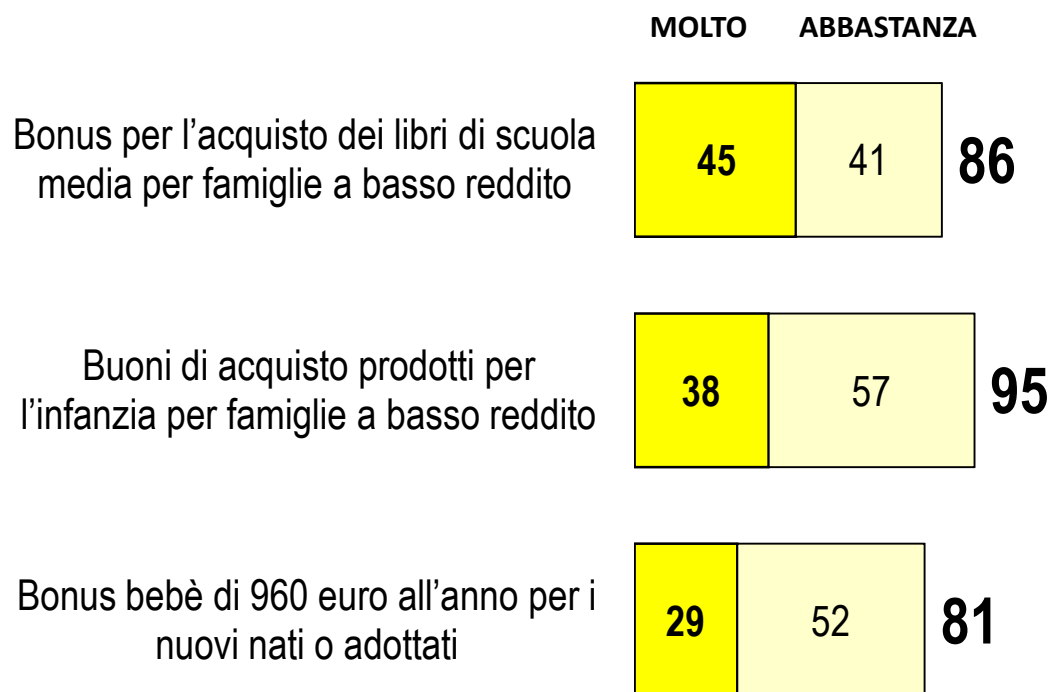 MOLTO ABBASTANZA
Bonus per l’acquisto dei libri di scuola
media per famiglie a basso reddito
45 41 86
Buoni di acquisto prodotti per
l’infanzia per famiglie a basso reddito
38 57 95
Bonus bebè di 960 euro all’anno per i
nuovi nati o adottati
29 52 81